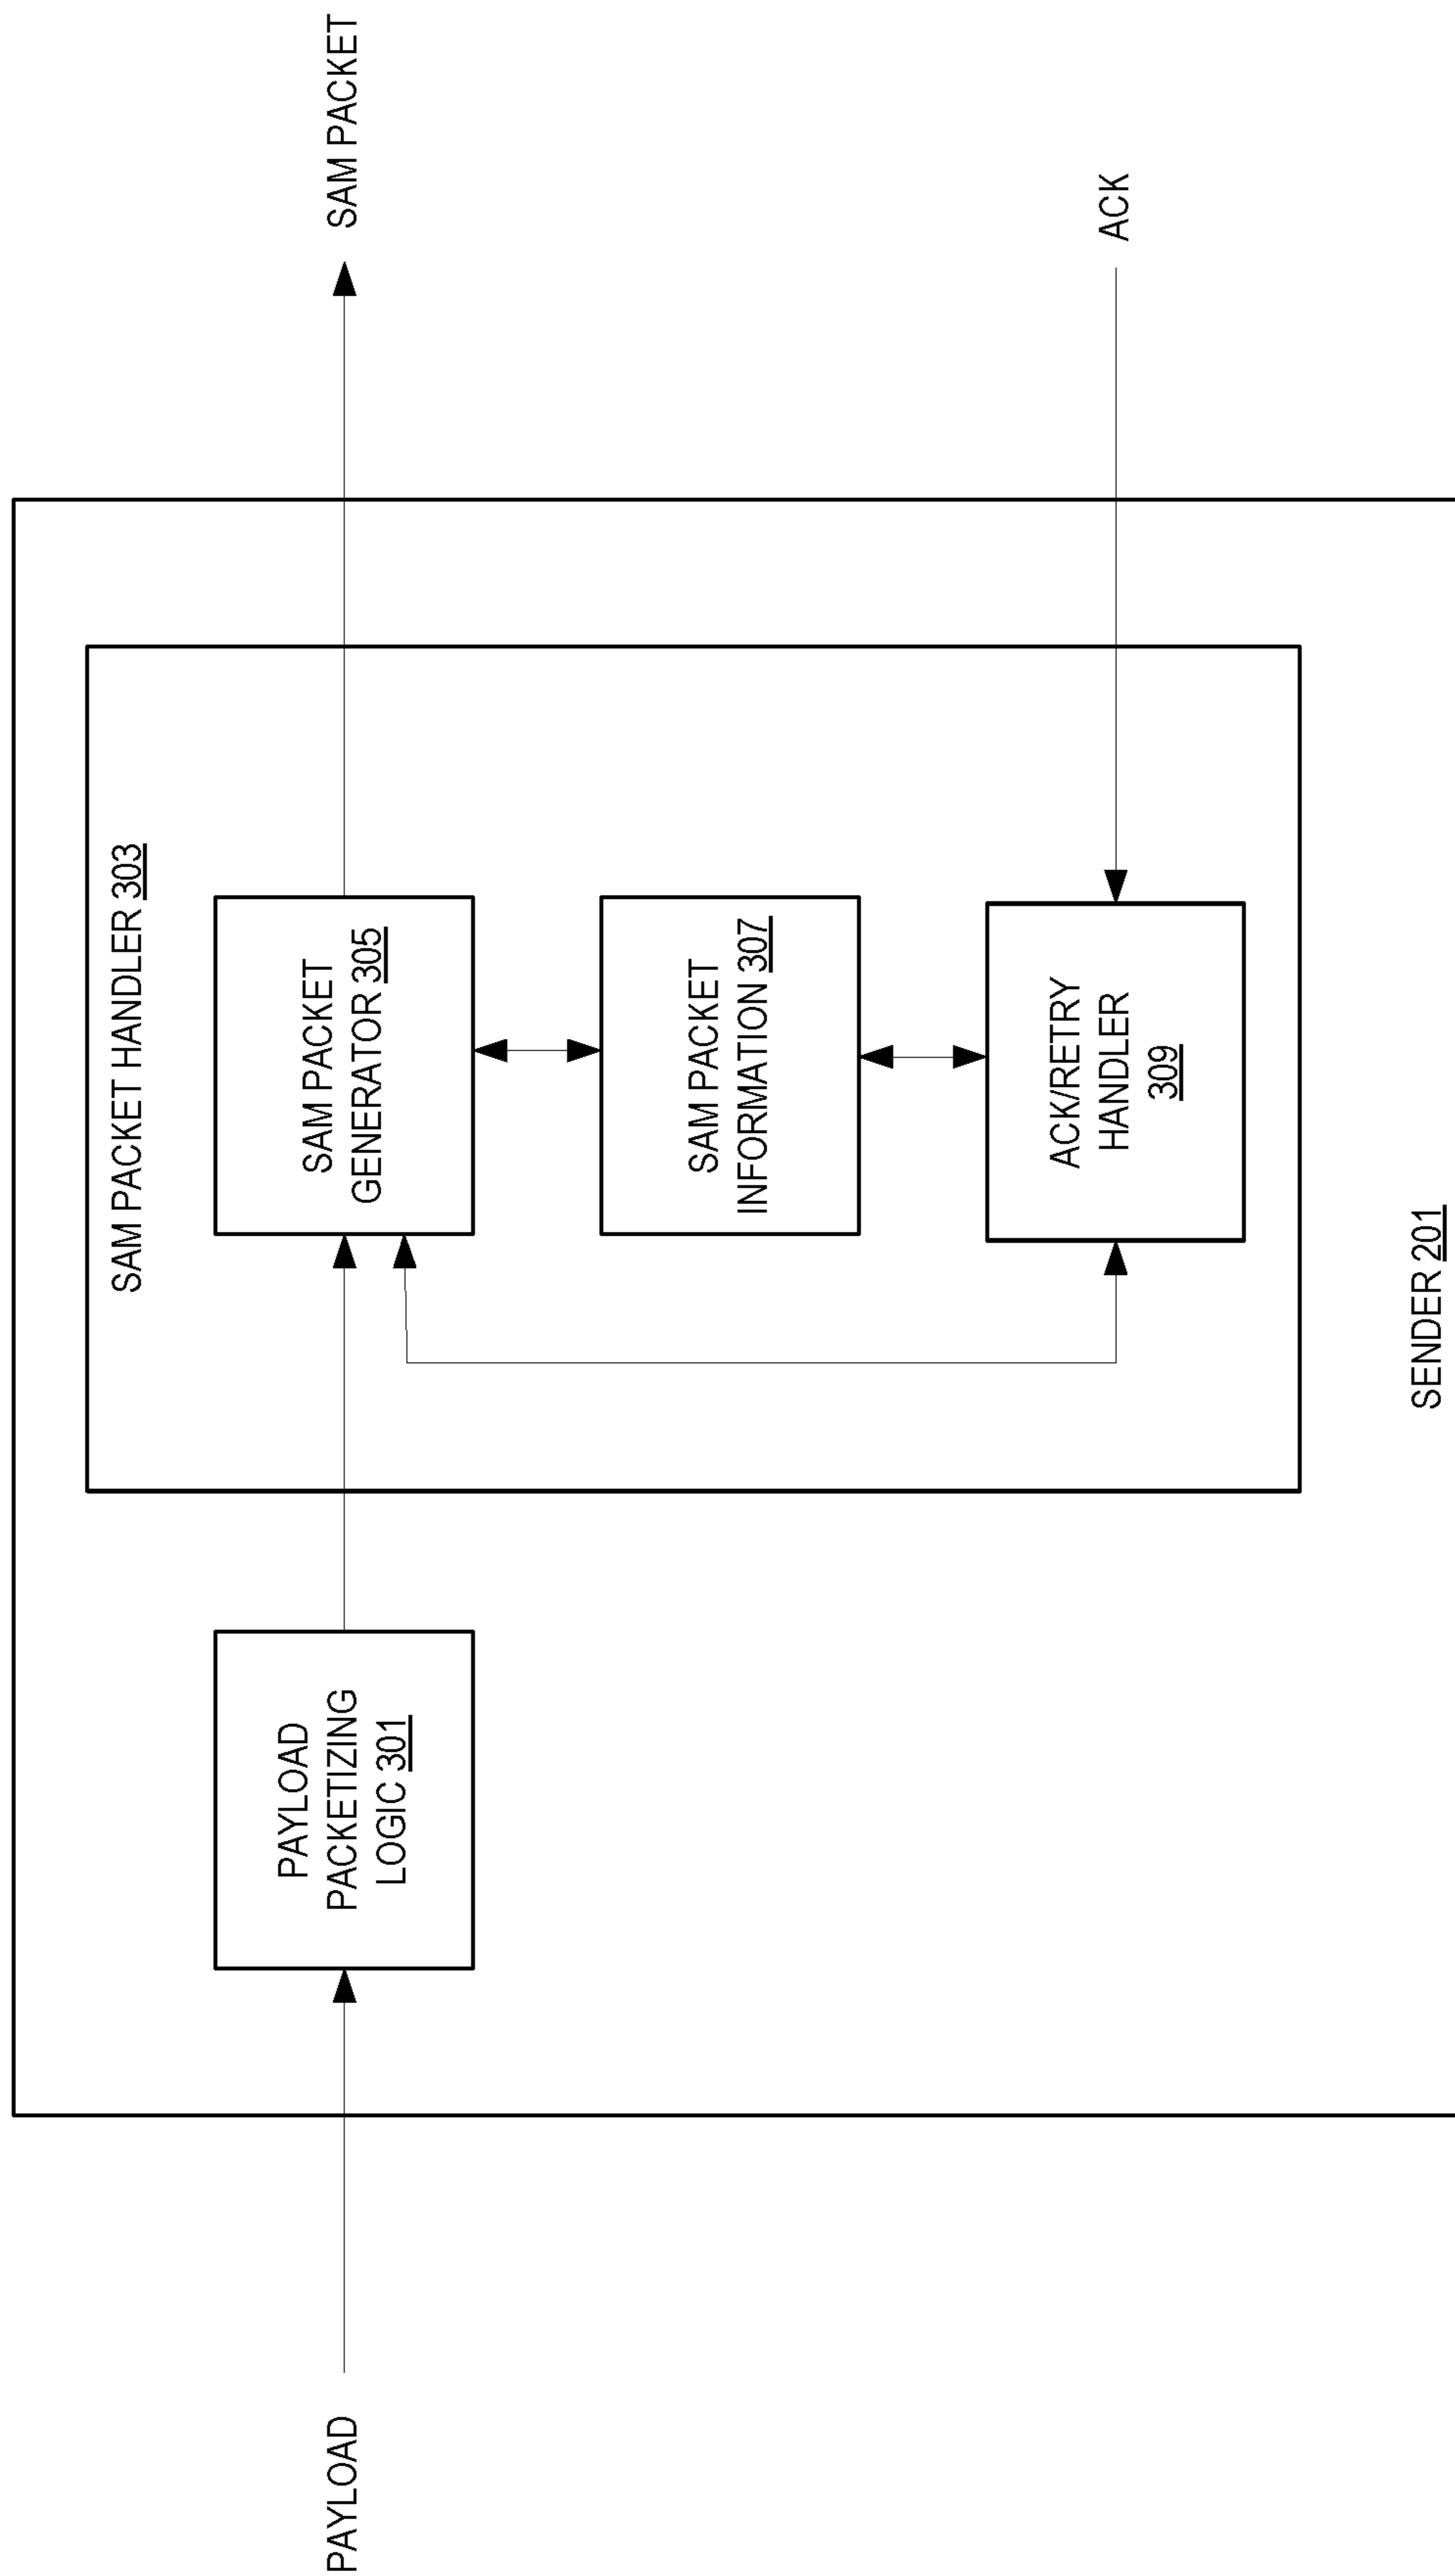 PAYLOAD
PAYLOAD
PACKETIZING
LOGIC 301
SAM PACKET HANDLER 303
SAM PACKET
GENERATOR 305
SAM PACKET
INFORMATION 307
ACK/RETRY
HANDLER
309
SAM PACKET
ACK
SENDER 201